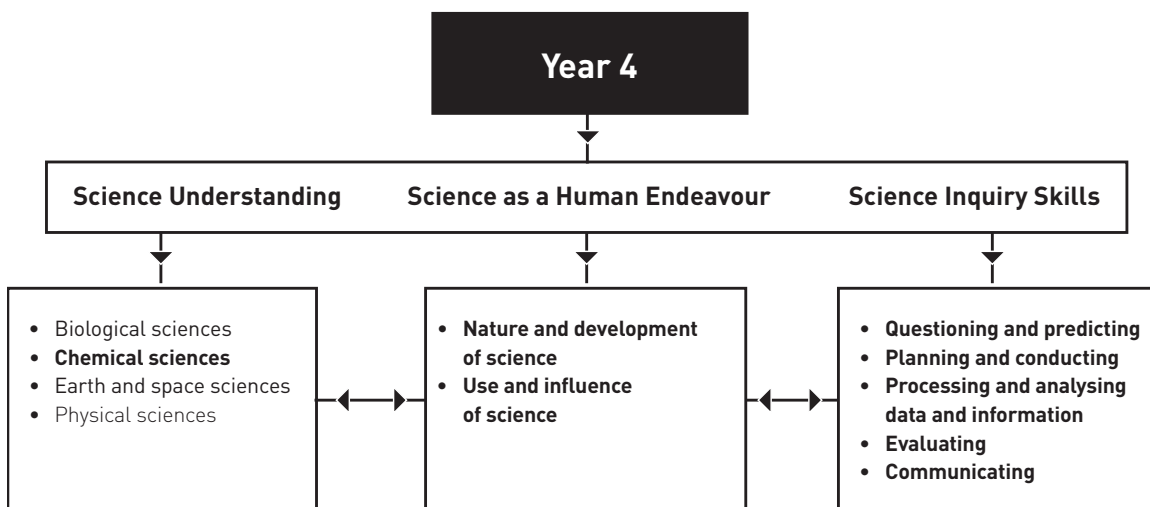 Year 4
Science Understanding
Science as a Human Endeavour
Science Inquiry Skills
• Biological sciences
• Chemical sciences
• Earth and space sciences
• Physical sciences
• Nature and development
of science
• Use and influence
of science
• Questioning and predicting
• Planning and conducting
• Processing and analysing
data and information
• Evaluating
• Communicating